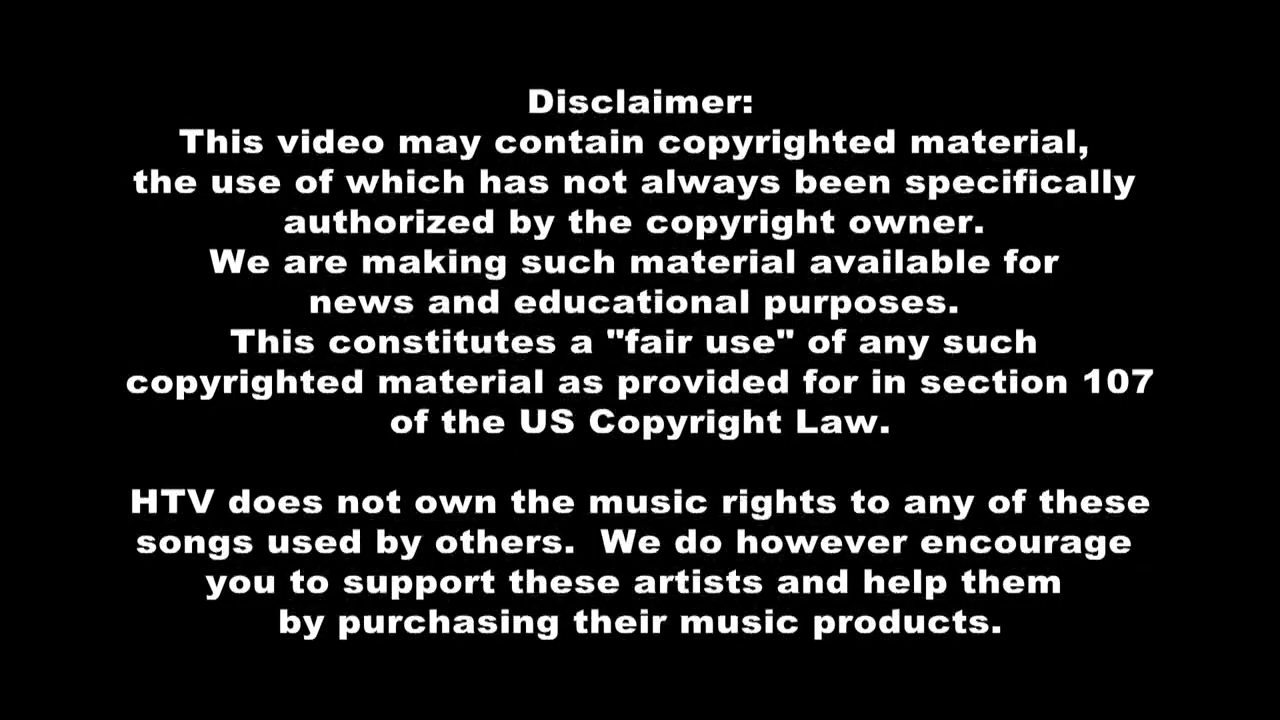 Disclaimer:
This video may contain copyrighted material,
the use of which has not always been specifically
authorized by the copyright owner.
We are making such material available for
news and educational purposes.
This constitutes a "fair use" of any such
copyrighted material as provided for in section 107
of the US Copyright Law.
HTV does not own the music rights to any of these
songs used by others.  We do however encourage
you to support these artists and help them
by purchasing their music products.